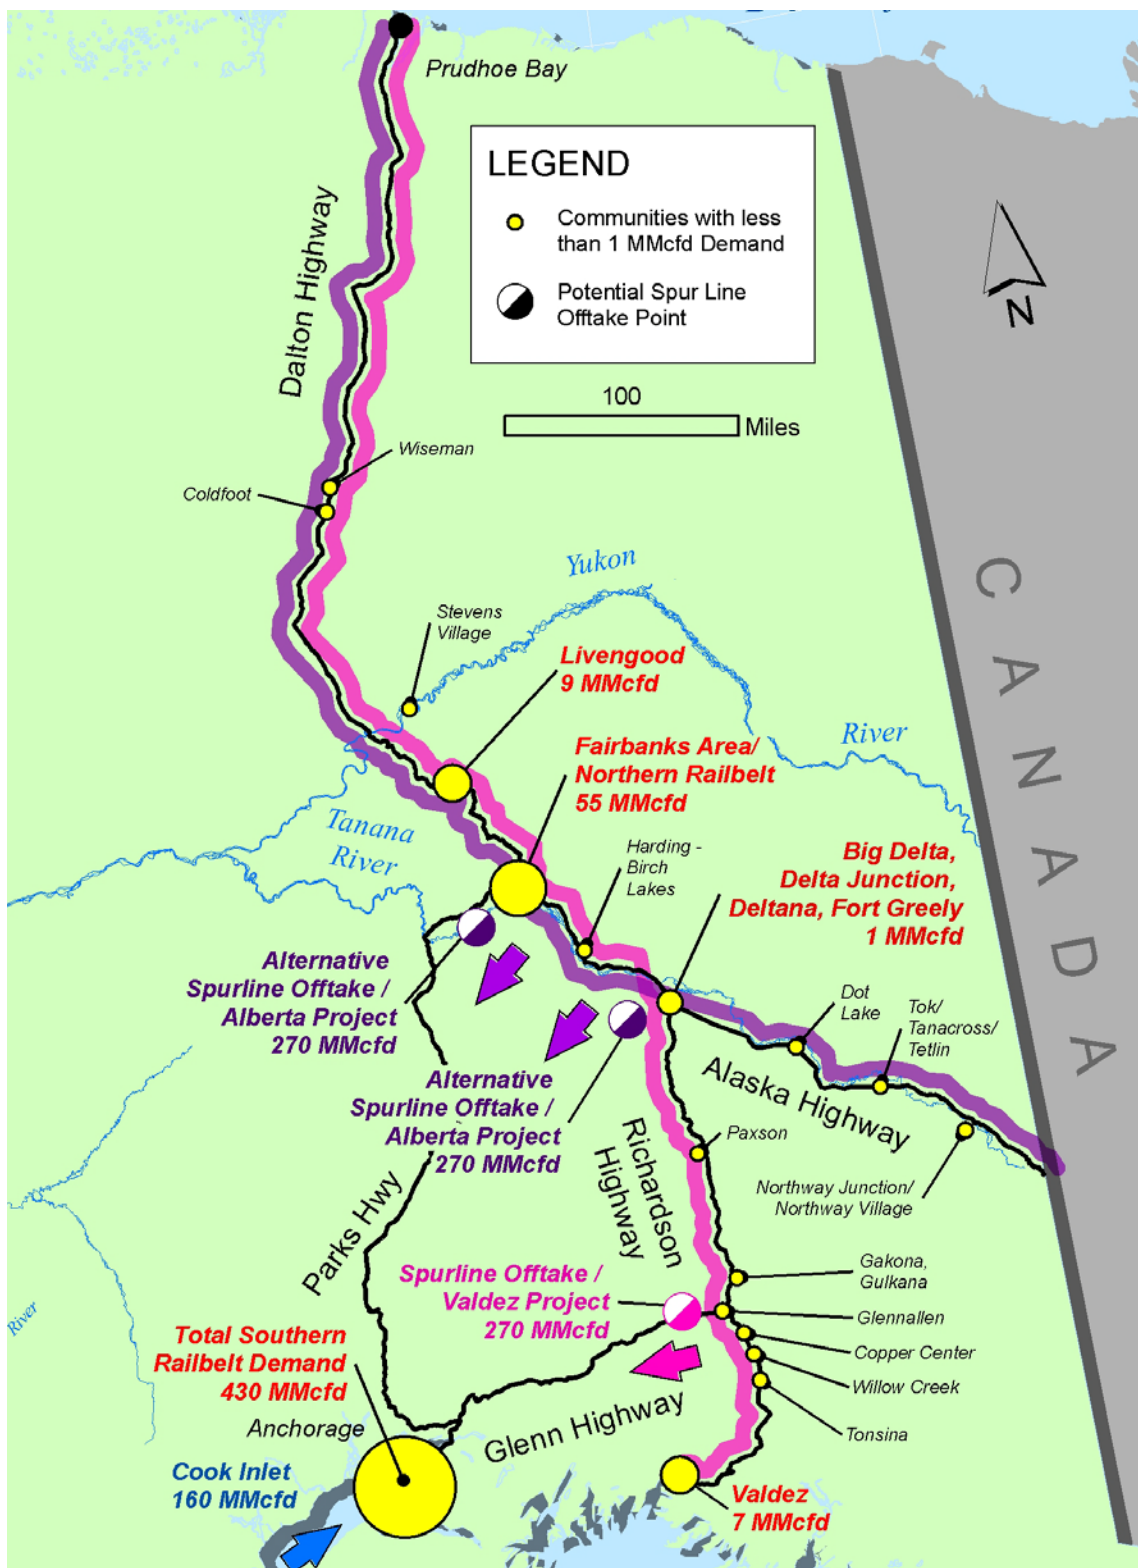 Prudhoe Bay
LEGEND
Communities with less
than 1 MMcfd Demand
Potential Spur Line
Offtake Point
N
100
Miles
Dalton Highway
Wiseman
Coldfoot
CANADA
Yukon
Stevens
Village
Livengood
9 MMcfd
River
Fairbanks Area/
Northern Railbelt
55 MMcfd
Tanana
River
Harding -
Birch
Lakes
Big Delta,
Delta Junction,
Deltana, Fort Greely
1 MMcfd
Alternative
Spurline Offtake /
Alberta Project
270 MMcfd
Dot
Lake
Tok/
Tanacross/
Tetlin
Alternative
Spurline Offtake /
Alberta Project
270 MMcfd
Alaska Highway
Richardson
Highway
Paxson
Northway Junction/
Northway Village
Parks Hwy
Spurline Offtake /
Valdez Project
270 MMcfd
Gakona,
Gulkana
Glennallen
Copper Center
Willow Creek
Tonsina
River
Total Southern
Railbelt Demand
430 MMcfd
Anchorage
Glenn Highway
Cook Inlet
160 MMcfd
Valdez
7 MMcfd